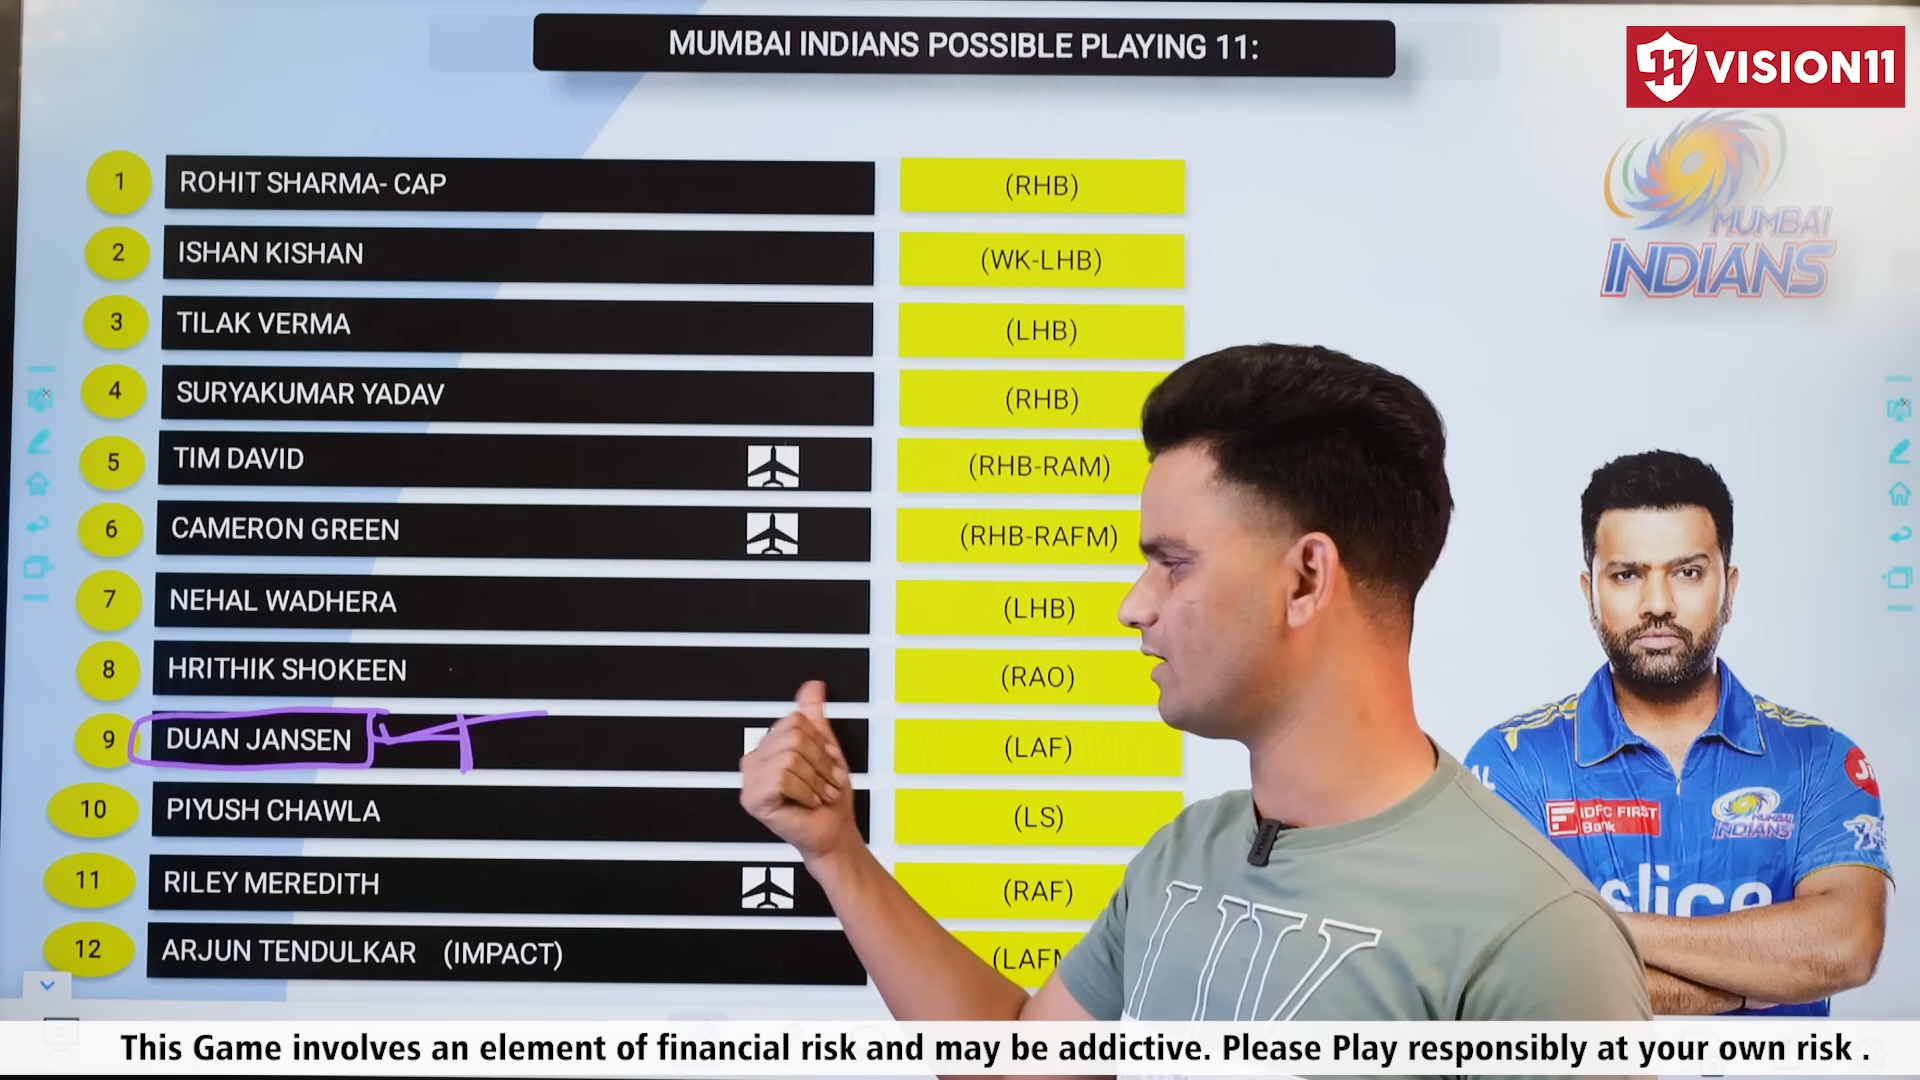 MUMBAI INDIANS POSSIBLE PLAYING 11:
VISION11
MUMBAI
INDIANS
1 ROHIT SHARMA- CAP (RHB)
2 ISHAN KISHAN (WK-LHB)
3 TILAK VERMA (LHB)
4 SURYAKUMAR YADAV (RHB)
5 TIM DAVID (RHB-RAM)
6 CAMERON GREEN (RHB-RAFM)
7 NEHAL WADHERA (LHB)
8 HRITHIK SHOKEEN (RAO)
9 DUAN JANSEN (LAF)
10 PIYUSH CHAWLA (LS)
11 RILEY MEREDITH (RAF)
12 ARJUN TENDULKAR (IMPACT)
IDFC FIRST
Bank
MUMBAI
INDIANS
slice
This Game involves an element of financial risk and may be addictive. Please Play responsibly at your own risk .